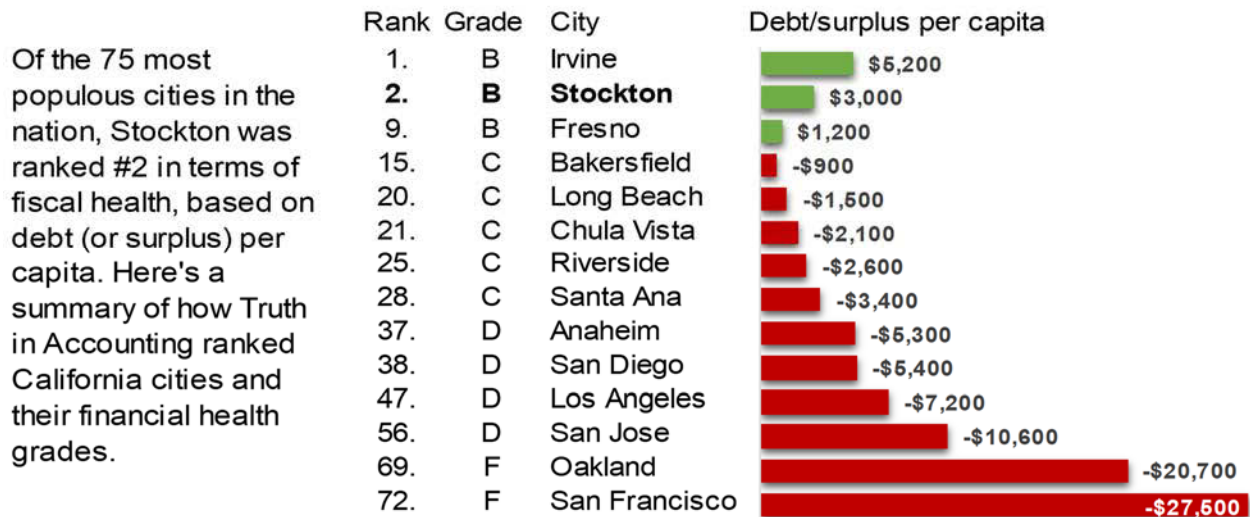 Of the 75 most
populous cities in the
nation, Stockton was
ranked #2 in terms of
fiscal health, based on
debt (or surplus) per
capita. Here's a
summary of how Truth
in Accounting ranked
California cities and
their financial health
grades.
Rank Grade City Debt/surplus per capita
1. B Irvine $5,200
2. B Stockton $3,000
9. B Fresno $1,200
15. C Bakersfield -$900
20. C Long Beach -$1,500
21. C Chula Vista -$2,100
25. C Riverside -$2,600
28. C Santa Ana -$3,400
37. D Anaheim -$5,300
38. D San Diego -$5,400
47. D Los Angeles -$7,200
56. D San Jose -$10,600
69. F Oakland -$20,700
72. F San Francisco -$27,500